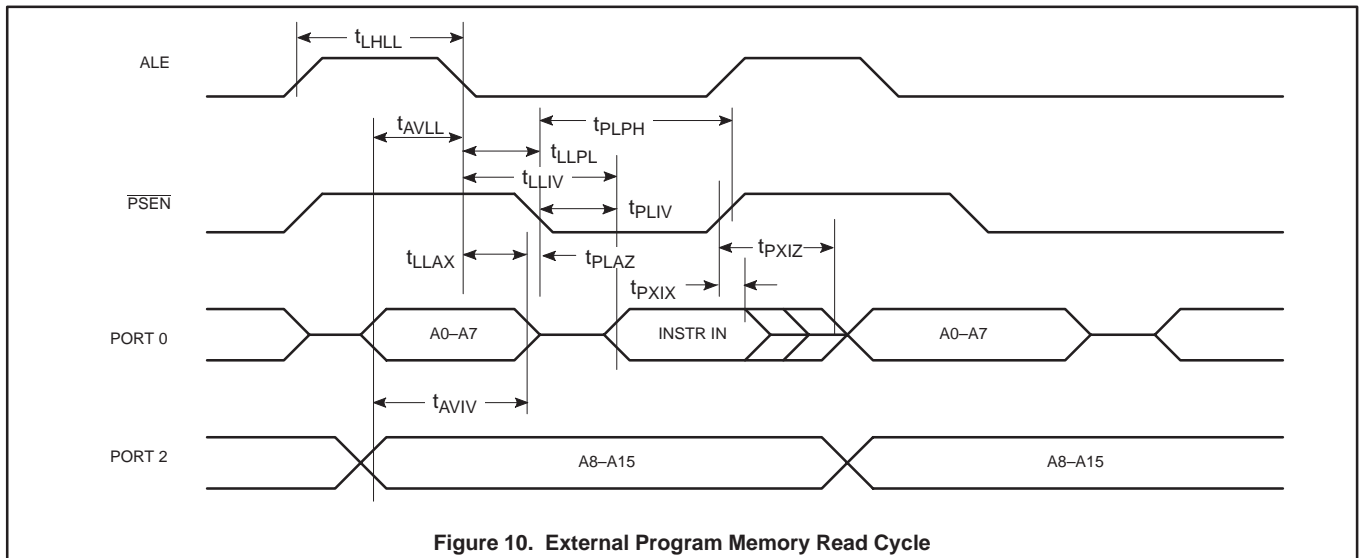 tLHLL
ALE
tAVLL
tPLPH
tLLPL
tLLIV
PSEN
tPLIV
tLLAX
tPLAZ
tPXIZ
tPXIX
PORT 0
A0–A7
INSTR IN
A0–A7
tAVIV
PORT 2
A8–A15
A8–A15
Figure 10. External Program Memory Read Cycle